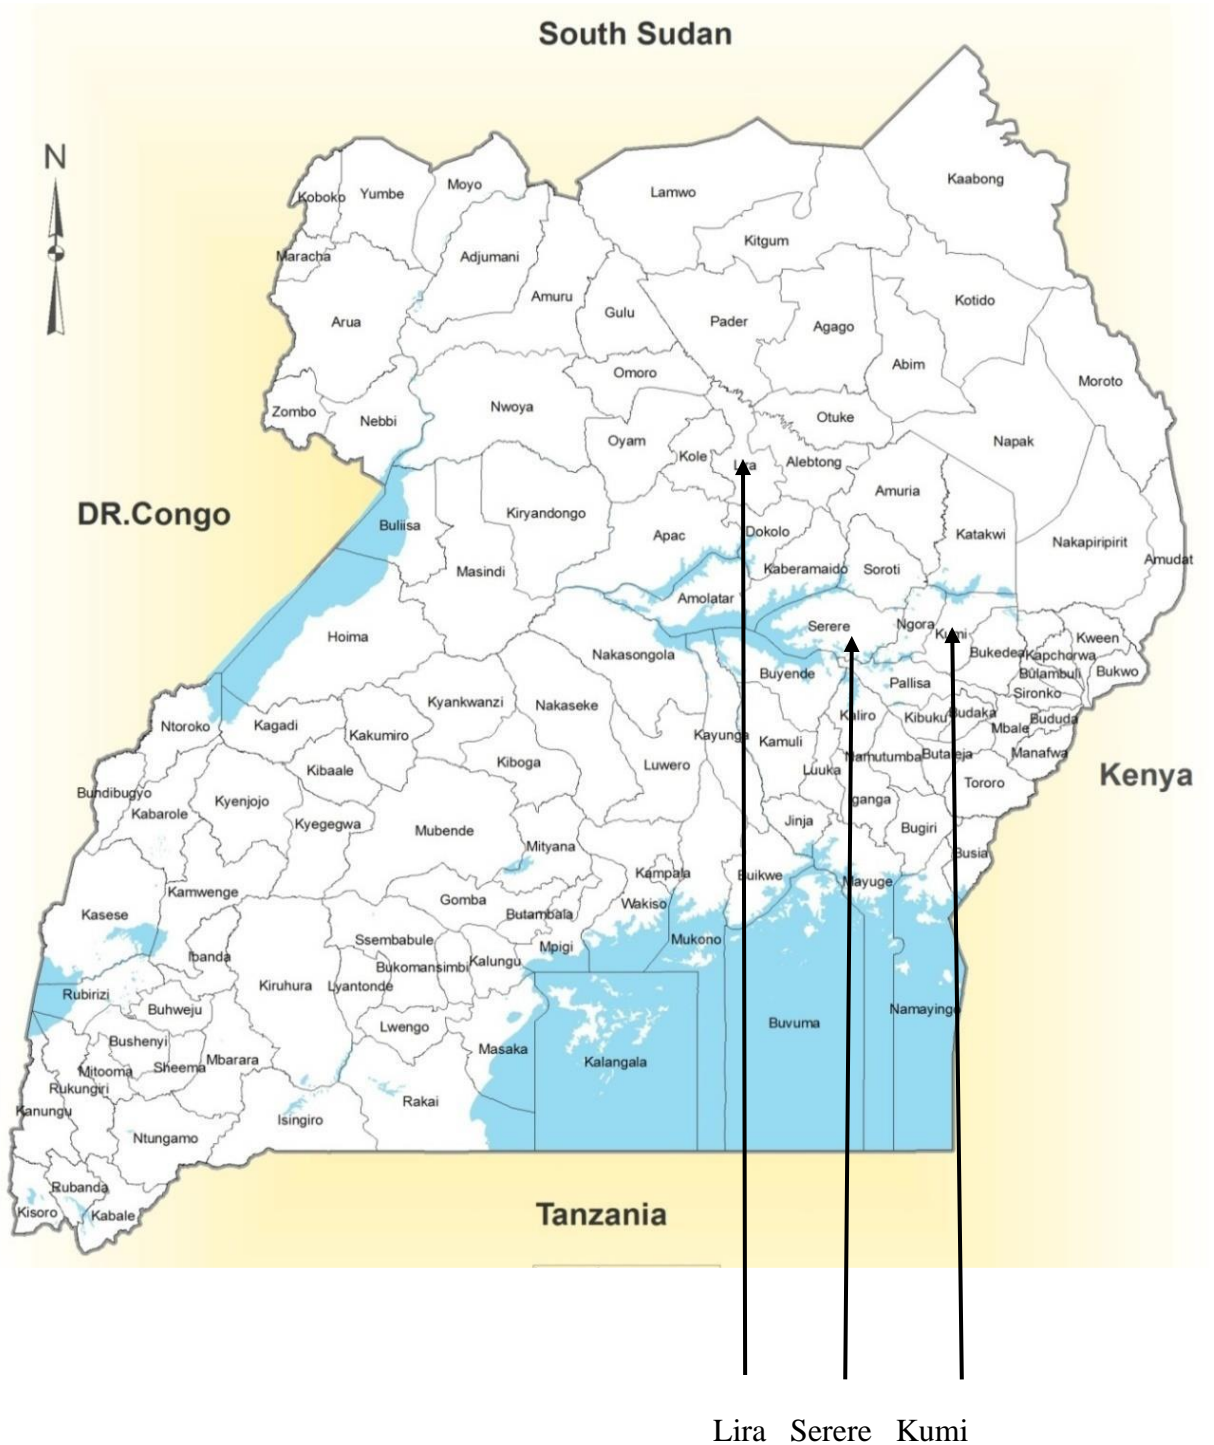 South Sudan
N
Kaabong
Koboko
Yumbe
Moyo
Lamwo
Kitgum
Maracha
Adjumani
Amuru
Gulu
Arua
Pader
Agago
Kotido
Abim
Omoro
Moroto
Zombo
Nebbi
Nwoya
Otuke
Oyam
Kole
Lira
Alebtong
Napak
Amuria
DR.Congo
Buliisa
Kiryandongo
Apac
Dokolo
Katakwi
Nakapiripirit
Amudat
Masindi
Kaberamaido
Soroti
Amolatar
Serere
Ngora
Kumi
Hoima
Nakasongola
Bukedea
Kapchorwa
Kween
Bukwo
Bulambuli
Buyende
Pallisa
Sironko
Kyankwanzi
Nakaseke
Ntoroko
Kagadi
Kakumiro
Kayunga
Kamuli
Kaliro
Kibuku
Budaka
Mbale
Bududa
Kibaale
Kiboga
Luwero
Luuka
Namutumba
Butaleja
Manafwa
Tororo
Kenya
Bundibugyo
Kabarole
Kyenjojo
Kyegegwa
Mubende
Mityana
Jinja
Iganga
Bugiri
Busia
Kampala
Buikwe
Mayuge
Kasese
Kamwenge
Gomba
Butambala
Wakiso
Ssembabule
Mpigi
Mukono
Ibanda
Bukomansimbi
Kalungu
Rubirizi
Kiruhura
Lyantonde
Buhweju
Lwengo
Buvuma
Namayingo
Bushenyi
Masaka
Kalangala
Mitooma
Sheema
Mbarara
Rukungiri
Kanungu
Rakai
Isingiro
Ntungamo
Rubanda
Kisoro
Kabale
Tanzania
Lira Serere Kumi